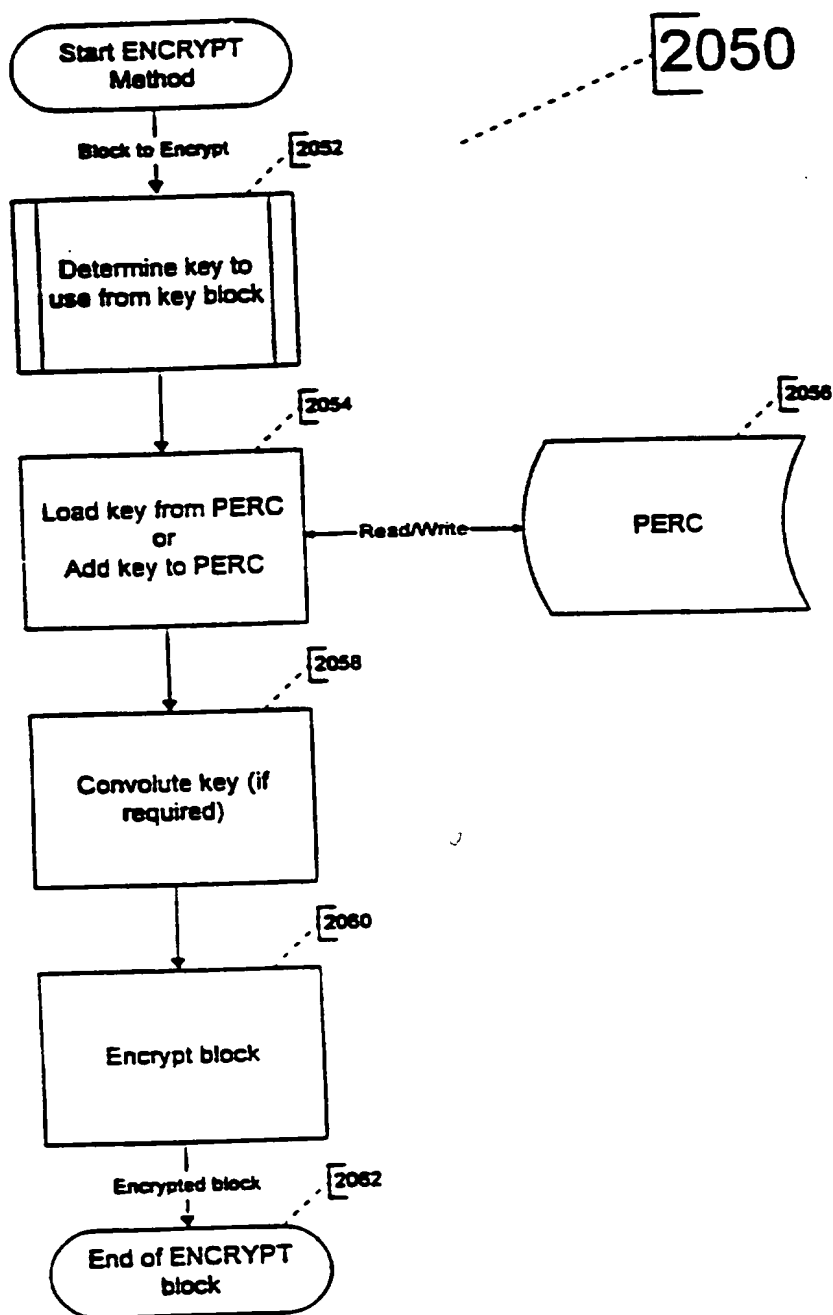 Start ENCRYPT
Method
2050
Block to Encrypt
2052
Determine key to
use from key block
2054
2056
Load key from PERC
or
Add key to PERC
Read/Write
PERC
2058
Convolute key (if
required)
2060
Encrypt block
Encrypted block
2062
End of ENCRYPT
block